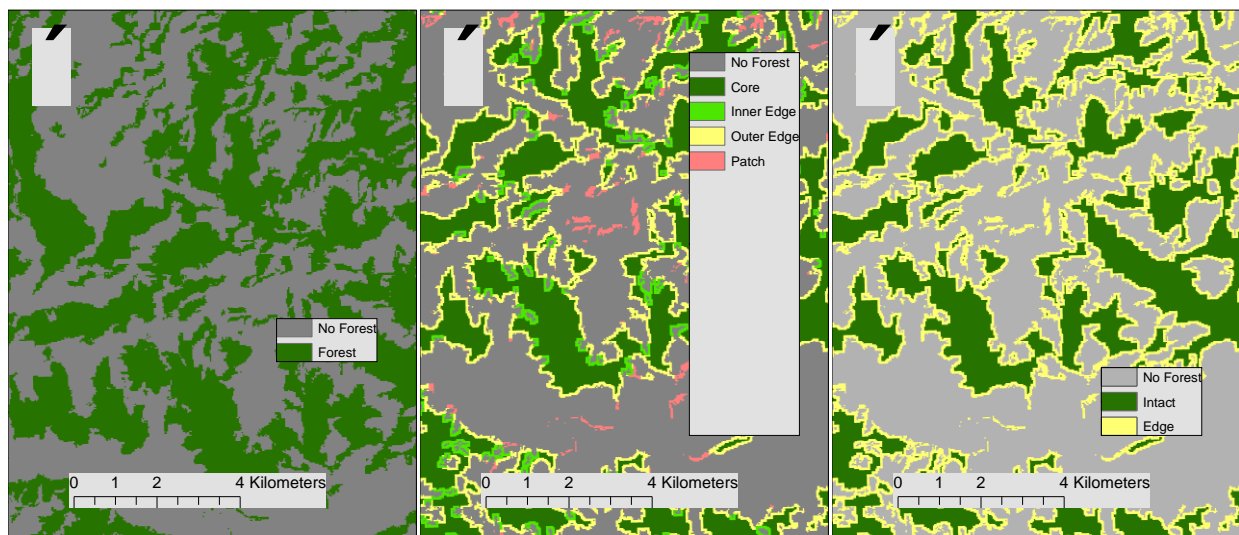 No Forest
Forest
0 1 2 4 Kilometers
No Forest
Core
Inner Edge
Outer Edge
Patch
0 1 2 4 Kilometers
No Forest
Intact
Edge
0 1 2 4 Kilometers